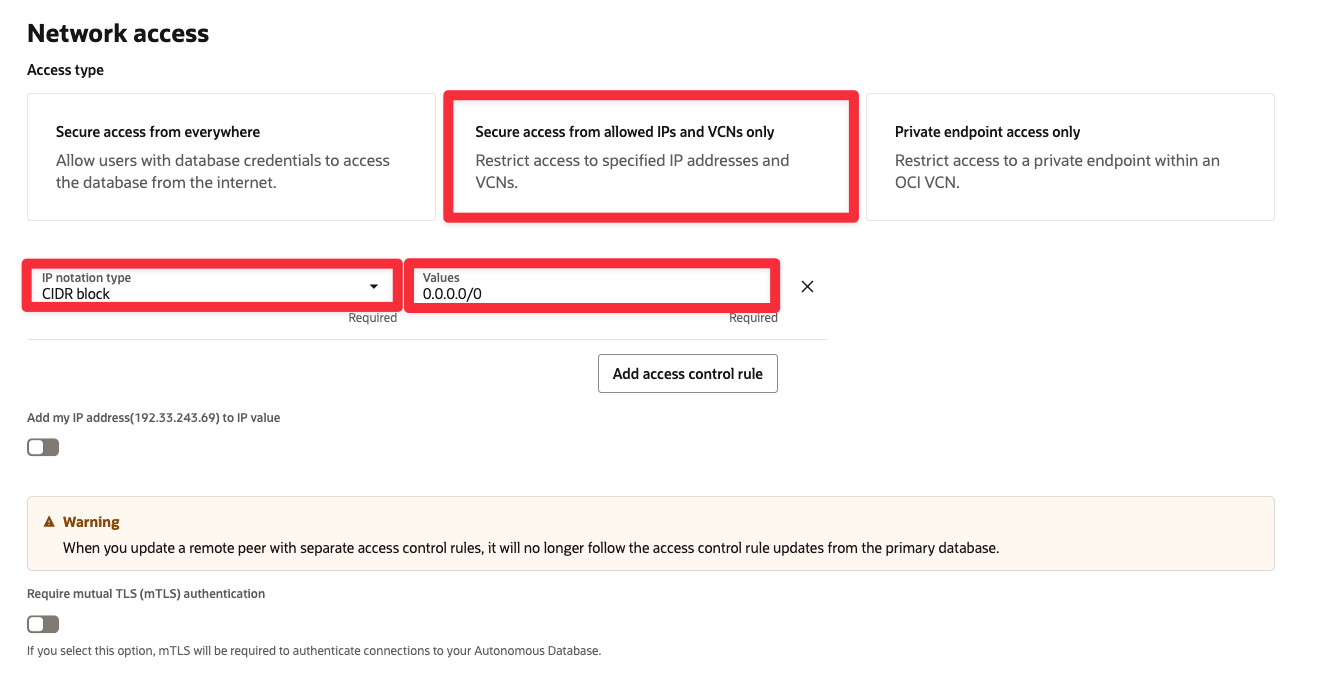 Network access
Access type
Secure access from everywhere
Allow users with database credentials to access
the database from the internet.
Secure access from allowed IPs and VCNs only
Restrict access to specified IP addresses and
VCNs.
Private endpoint access only
Restrict access to a private endpoint within an
OCI VCN.
IP notation type
CIDR block
Required
Values
0.0.0.0/0
Required
Add access control rule
Add my IP address(192.33.243.69) to IP value
Warning
When you update a remote peer with separate access control rules, it will no longer follow the access control rule updates from the primary database.
Require mutual TLS (mTLS) authentication
If you select this option, mTLS will be required to authenticate connections to your Autonomous Database.